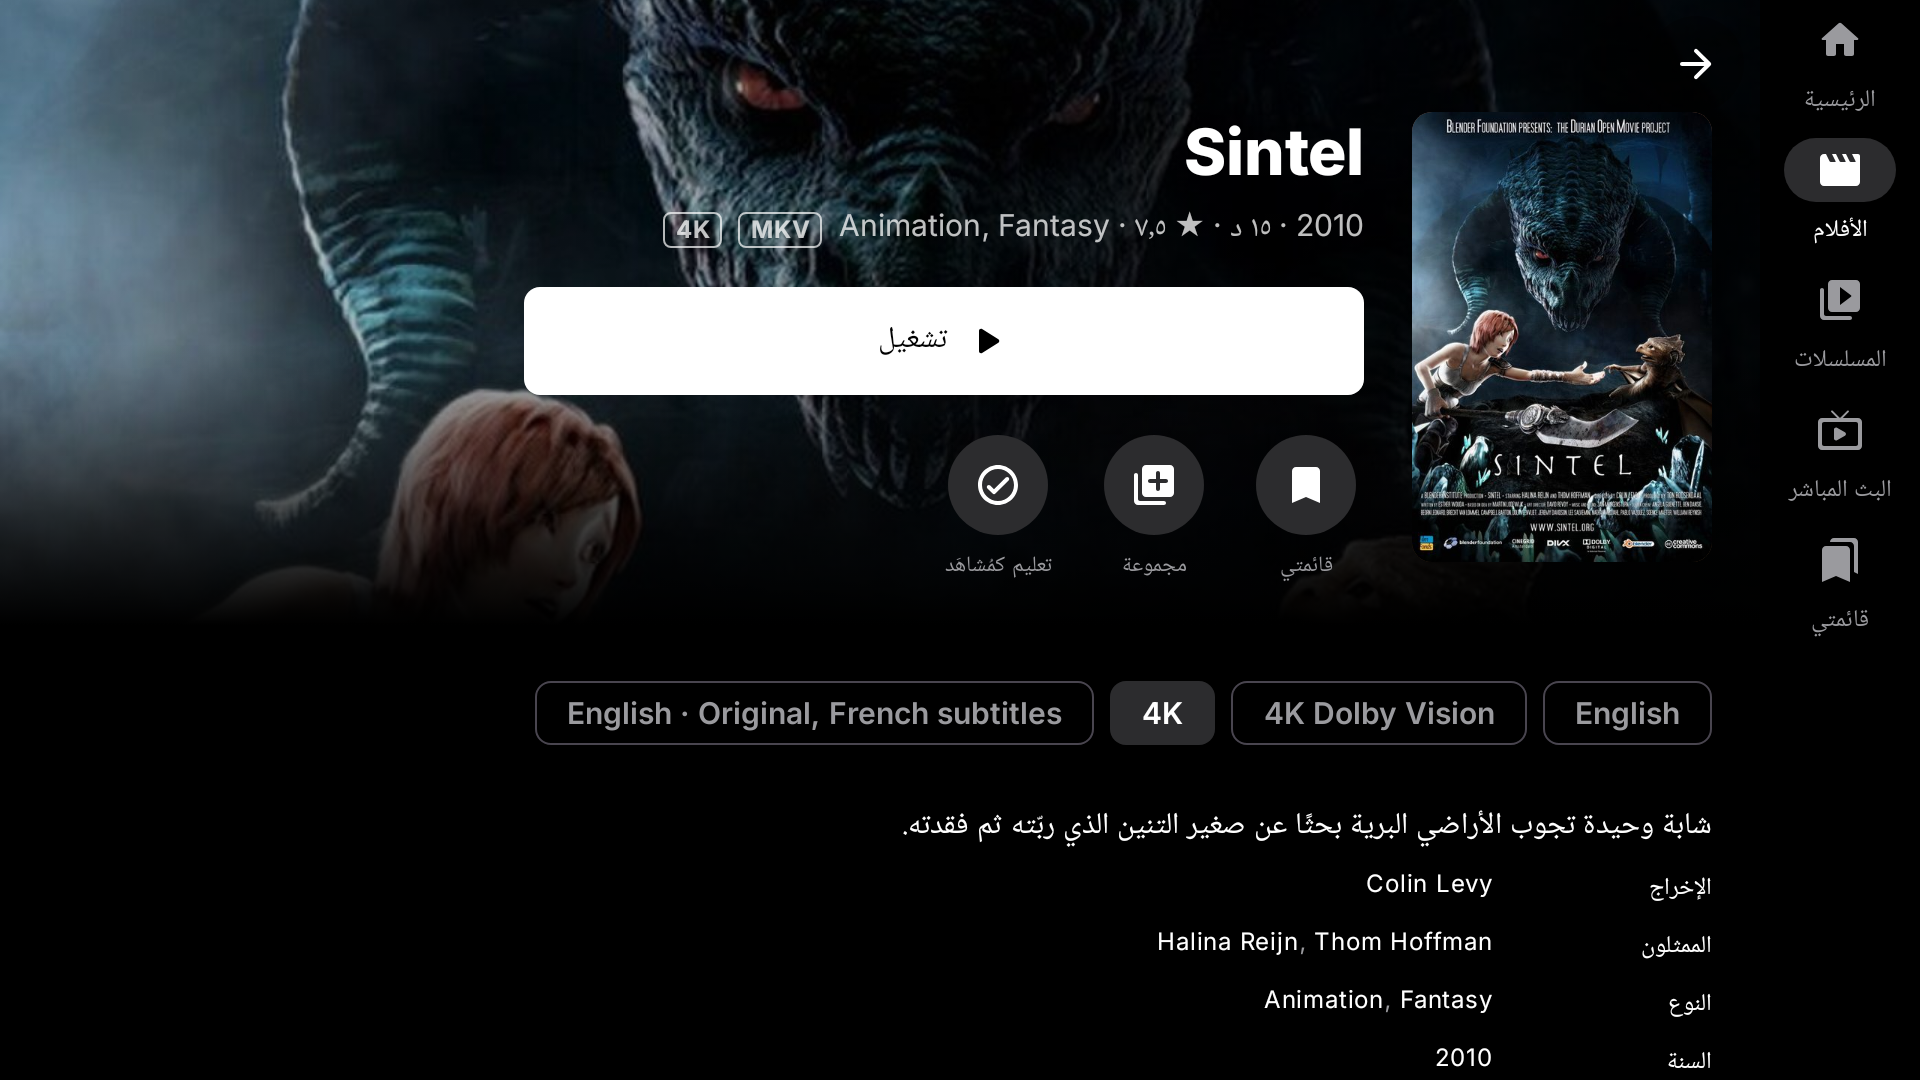 الرئيسية
الأفلام
المسلسلات
البث المباشر
قائمتي
BLENDER FOUNDATION PRESENTS: THE DURIAN OPEN MOVIE PROJECT
SINTEL
WWW.SINTEL.ORG
Sintel
2010 · ١٥ د · ★ ٧٫٥ · Animation, Fantasy MKV 4K
تشغيل
قائمتي
مجموعة
تعليم كمُشاهَد
English
4K Dolby Vision
4K
English · Original, French subtitles
شابة وحيدة تجوب الأراضي البرية بحثًا عن صغير التنين الذي ربّته ثم فقدته.
الإخراج Colin Levy
الممثلون Halina Reijn, Thom Hoffman
النوع Animation, Fantasy
السنة 2010